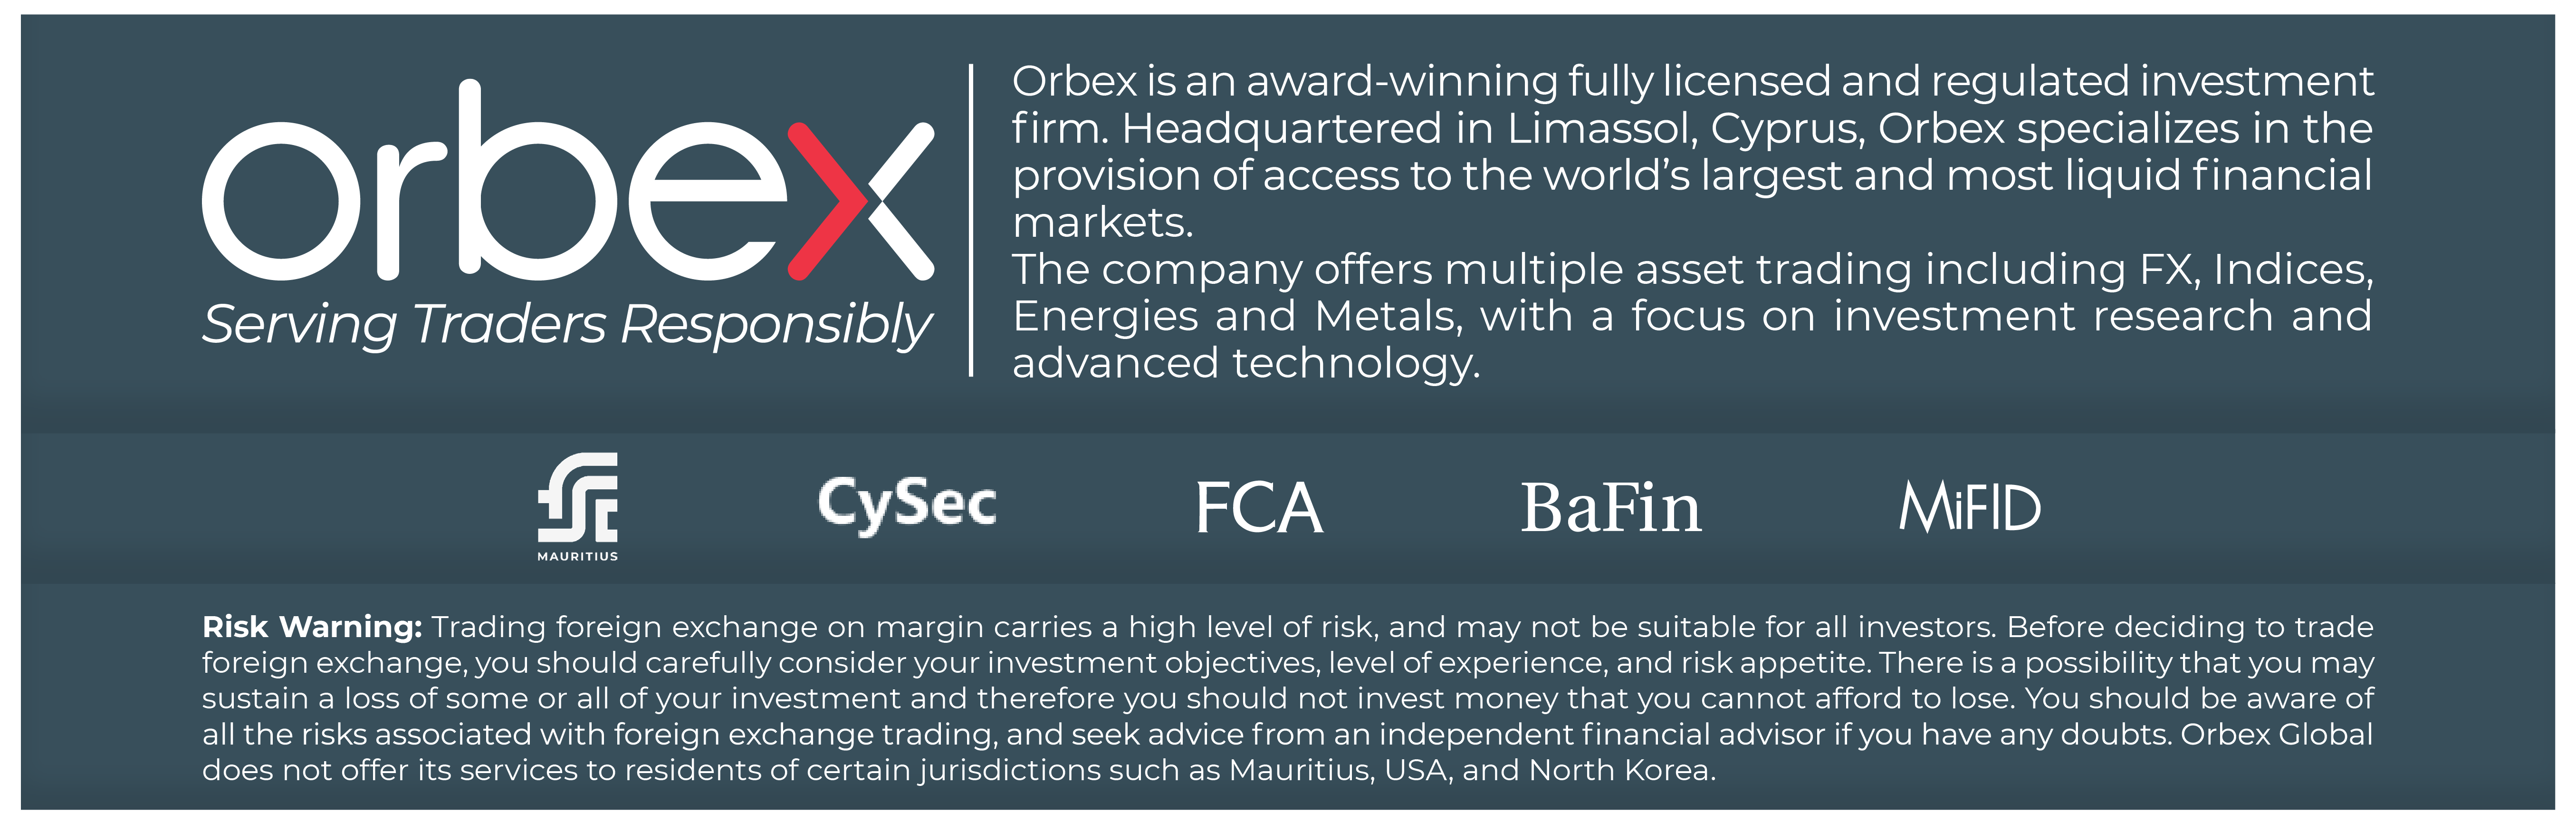 orbex
Serving Traders Responsibly
Orbex is an award-winning fully licensed and regulated investment
firm. Headquartered in Limassol, Cyprus, Orbex specializes in the
provision of access to the world's largest and most liquid financial
markets.
The company offers multiple asset trading including FX, Indices,
Energies and Metals, with a focus on investment research and
advanced technology.
MAURITIUS
CySec
FCA
BaFin
MiFID
Risk Warning: Trading foreign exchange on margin carries a high level of risk, and may not be suitable for all investors. Before deciding to trade
foreign exchange, you should carefully consider your investment objectives, level of experience, and risk appetite. There is a possibility that you may
sustain a loss of some or all of your investment and therefore you should not invest money that you cannot afford to lose. You should be aware of
all the risks associated with foreign exchange trading, and seek advice from an independent financial advisor if you have any doubts. Orbex Global
does not offer its services to residents of certain jurisdictions such as Mauritius, USA, and North Korea.